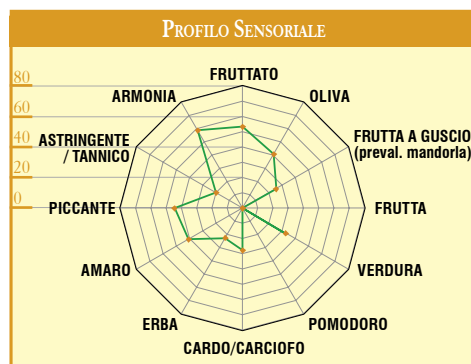 PROFILO SENSORIALE
80
60
40
20
0
FRUTTATO
OLIVA
FRUTTA A GUSCIO
(preval. mandorla)
FRUTTA
VERDURA
POMODORO
CARDO/CARCIOFO
ERBA
AMARO
PICCANTE
ASTRINGENTE
/ TANNICO
ARMONIA